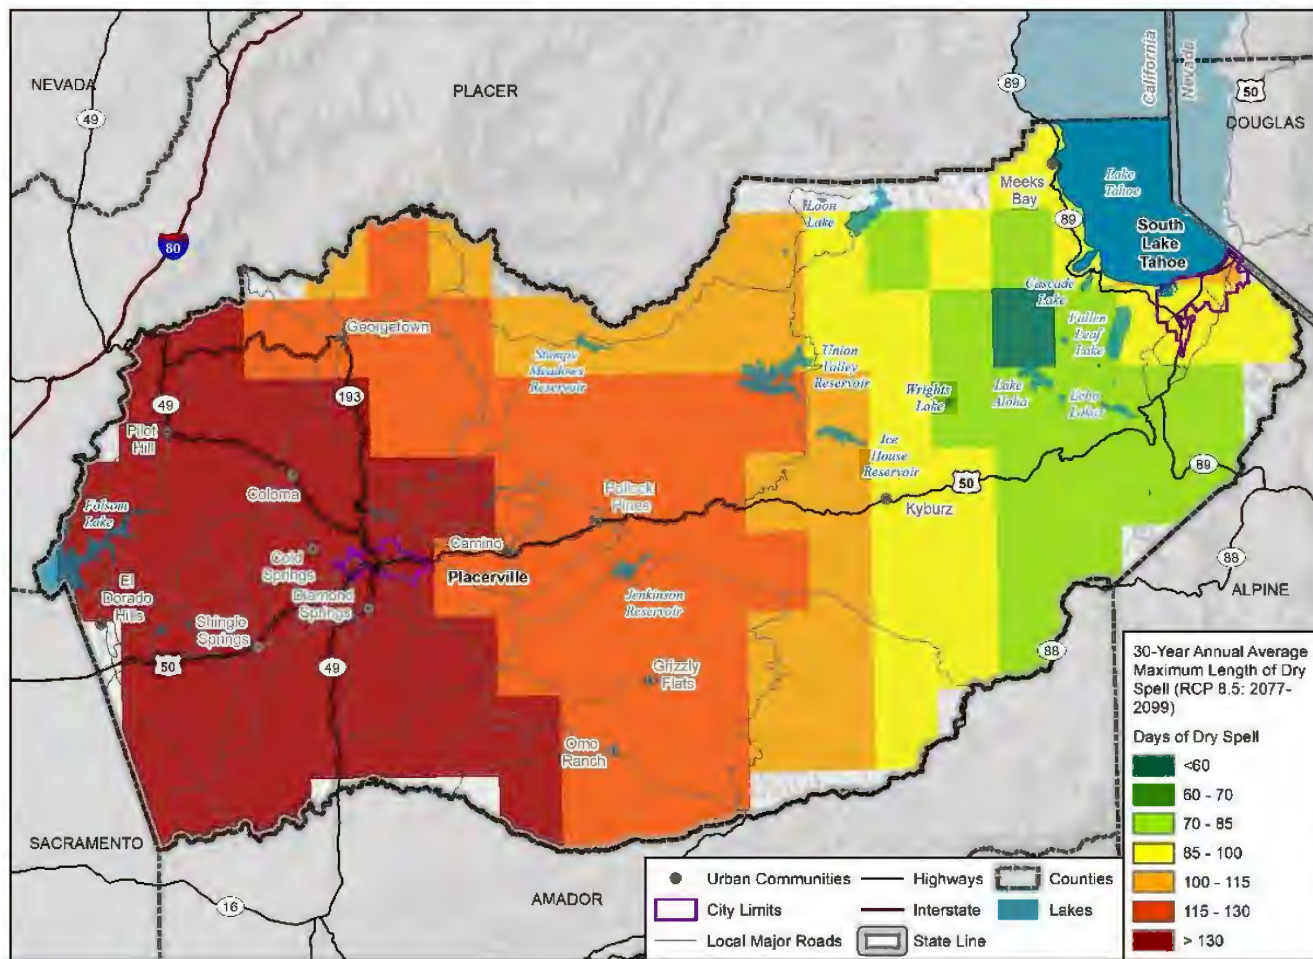 NEVADA
49
PLACER
89
California
Nevada
50
DOUGLAS
80
Meeks
Bay
Lake
Tahoe
89
South
Lake
Tahoe
Loon
Lake
Cascade
Lake
Fallen
Leaf
Lake
Georgetown
Stumpy
Meadows
Reservoir
Union
Valley
Reservoir
Wrights
Lake
Lake
Aloha
Echo
Lakes
49
193
Pilot
Hill
Coloma
Ice
House
Reservoir
50
89
Pollock
Pines
Kyburz
Folsom
Lake
Camino
Cold
Springs
Placerville
88
El
Dorado
Hills
Diamond
Springs
Jenkinson
Reservoir
ALPINE
Shingle
Springs
50
49
88
Grizzly
Flats
Omo
Ranch
SACRAMENTO
AMADOR
16
30-Year Annual Average
Maximum Length of Dry
Spell (RCP 8.5: 2077-
2099)
Days of Dry Spell
<60
60 - 70
70 - 85
85 - 100
100 - 115
115 - 130
> 130
Urban Communities
Highways
Counties
City Limits
Interstate
Lakes
Local Major Roads
State Line